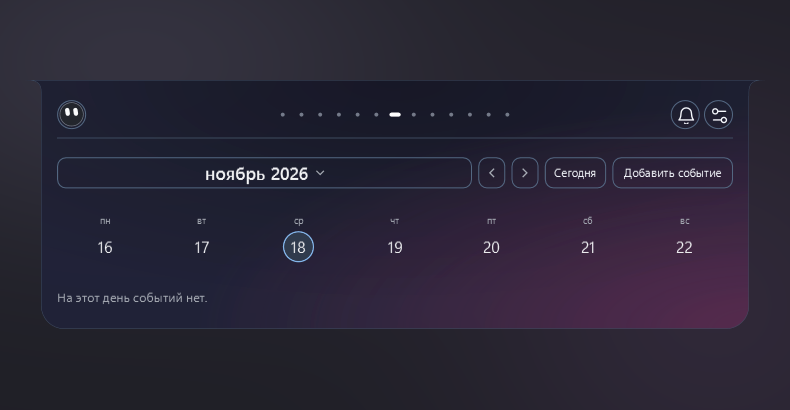 ноябрь 2026
Сегодня
Добавить событие
пн вт ср чт пт сб вс
16 17 18 19 20 21 22
На этот день событий нет.